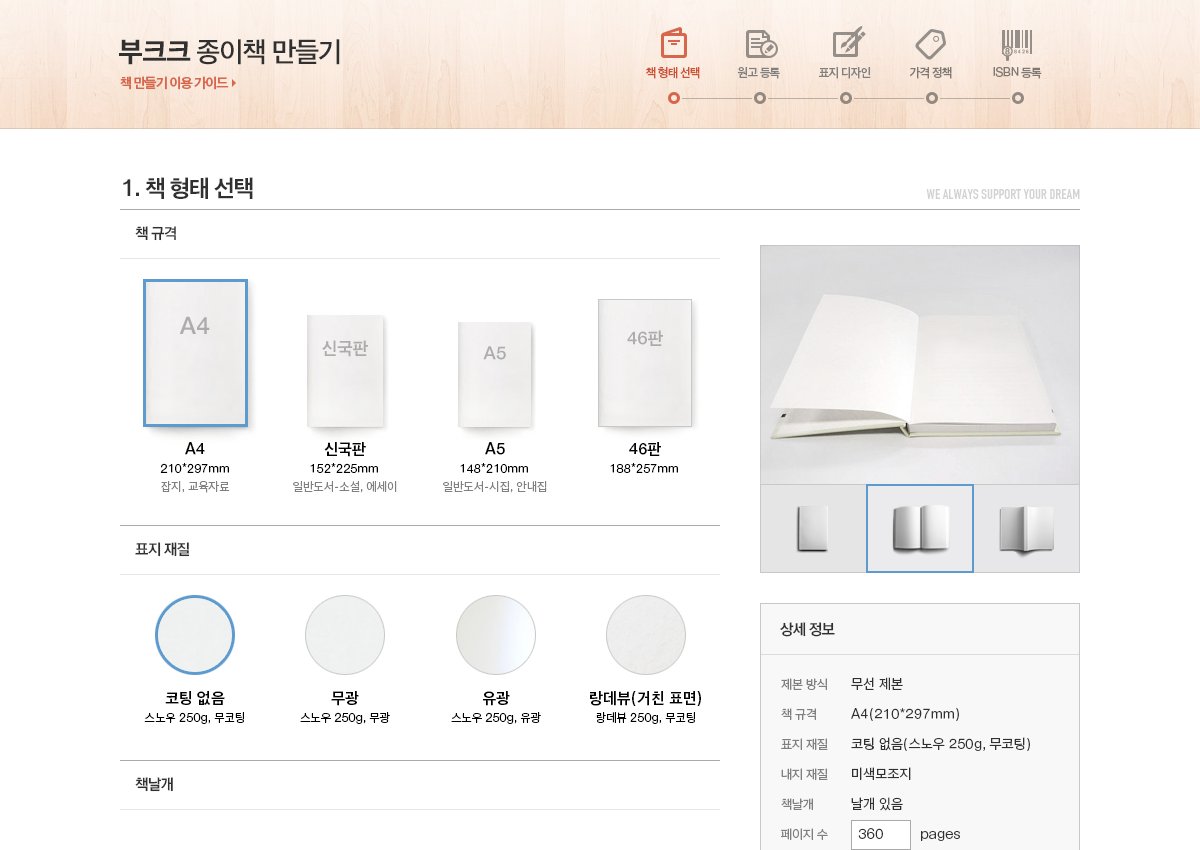 부크크 종이책 만들기
책 만들기 이용 가이드
책 형태 선택
원고 등록
표지 디자인
가격 정책
ISBN 등록
1. 책 형태 선택
WE ALWAYS SUPPORT YOUR DREAM
책 규격
A4
신국판
A5
46판
A4
210*297mm
잡지, 교육자료
신국판
152*225mm
일반도서-소설, 에세이
A5
148*210mm
일반도서-시집, 안내집
46판
188*257mm
표지 재질
코팅 없음
스노우 250g, 무코팅
무광
스노우 250g, 무광
유광
스노우 250g, 유광
랑데뷰(거친 표면)
랑데뷰 250g, 무코팅
책날개
상세 정보
제본 방식 무선 제본
책 규격 A4(210*297mm)
표지 재질 코팅 없음(스노우 250g, 무코팅)
내지 재질 미색모조지
책날개 날개 있음
페이지 수 360 pages